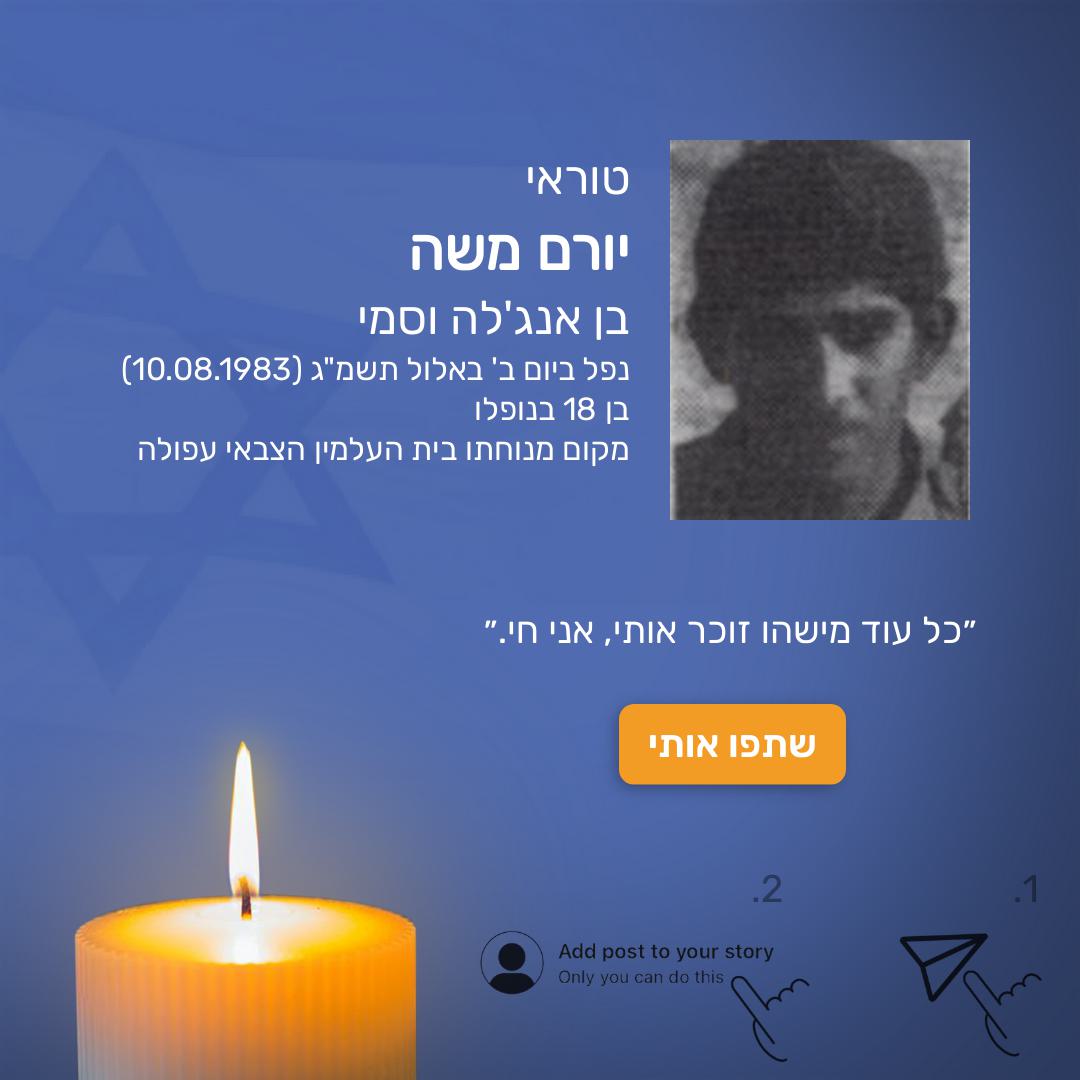 טוראי
יורם משה
בן אנג'לה וסמי
נפל ביום ב' באלול תשמ"ג (10.08.1983)
בן 18 בנופלו
מקום מנוחתו בית העלמין הצבאי עפולה
״כל עוד מישהו זוכר אותי, אני חי.״
שתפו אותי
1.
2.
Add post to your story
Only you can do this